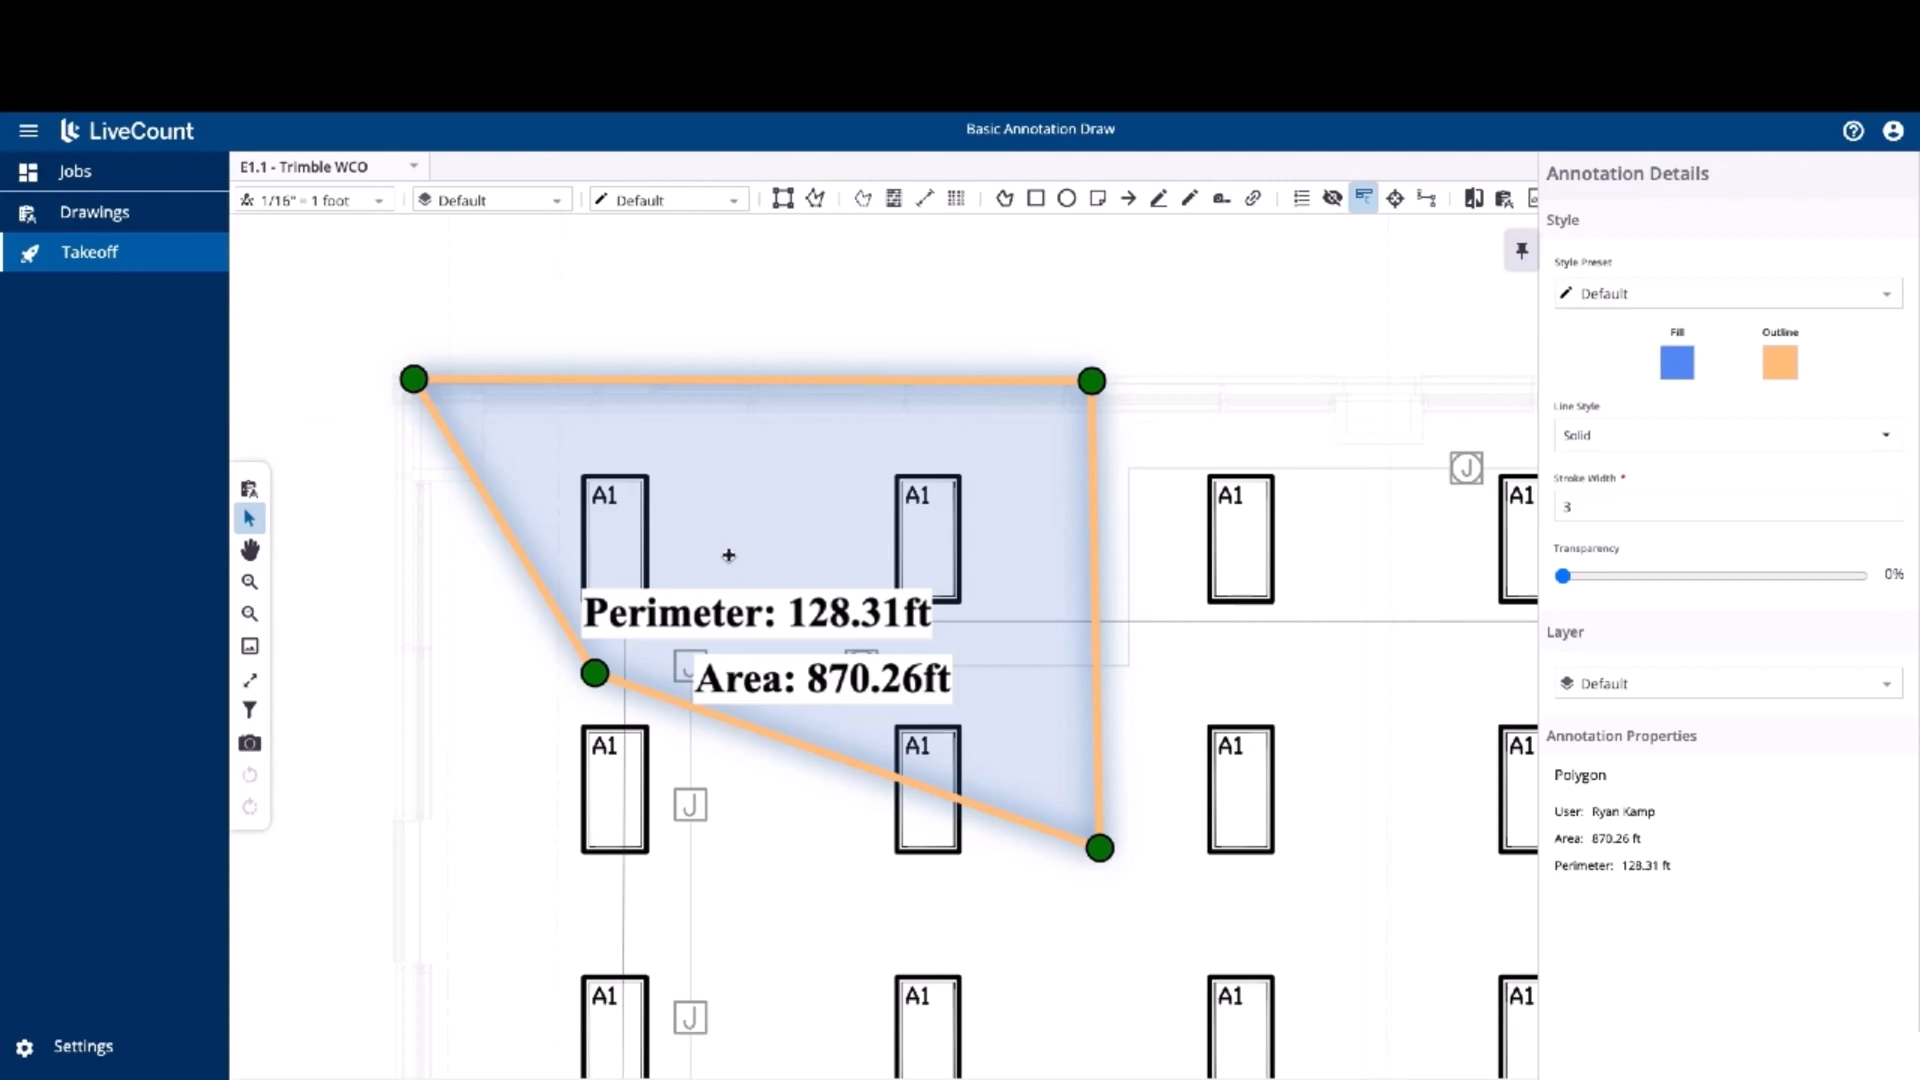 LiveCount
Basic Annotation Draw
Jobs
Drawings
Takeoff
Settings
E1.1 - Trimble WCO
1/16" = 1 foot
Default
Default
A1
A1
A1
A1
J
Perimeter: 128.31ft
J
Area: 870.26ft
A1
A1
A1
A1
J
A1
A1
A1
A1
J
Annotation Details
Style
Style Preset
Default
Fill
Outline
Line Style
Solid
Stroke Width *
3
Transparency
0%
Layer
Default
Annotation Properties
Polygon
User: Ryan Kamp
Area: 870.26 ft
Perimeter: 128.31 ft